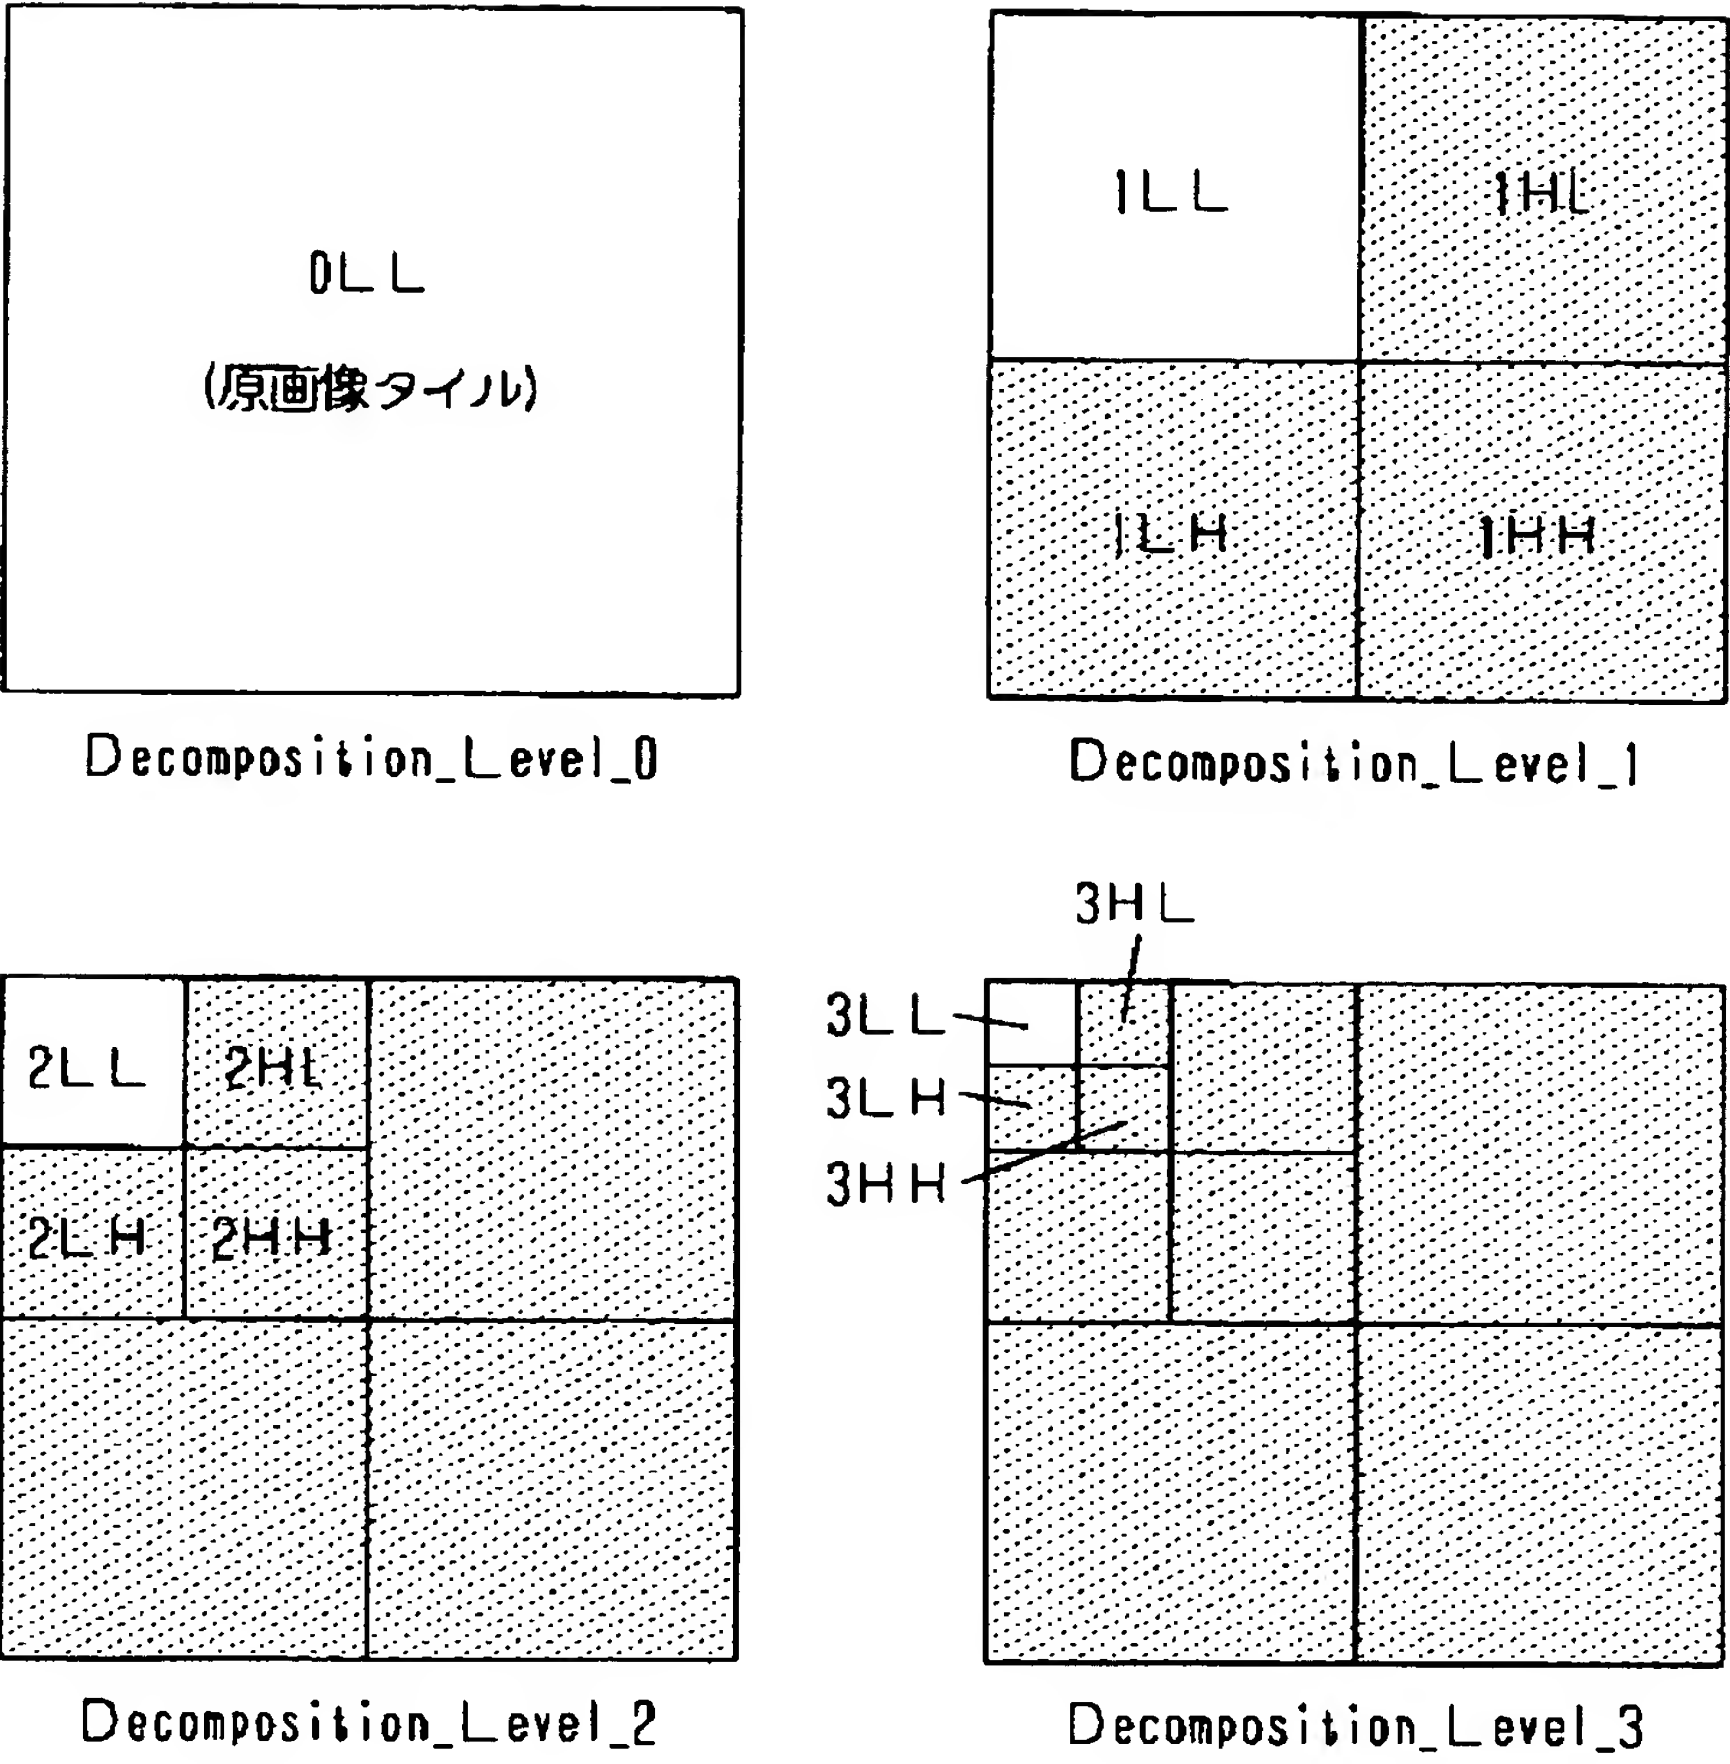 0LL
(原画像タイル)
Decomposition_Level_0
1LL
1HL
1LH
1HH
Decomposition_Level_1
2LL
2HL
2LH
2HH
Decomposition_Level_2
3HL
3LL
3LH
3HH
Decomposition_Level_3